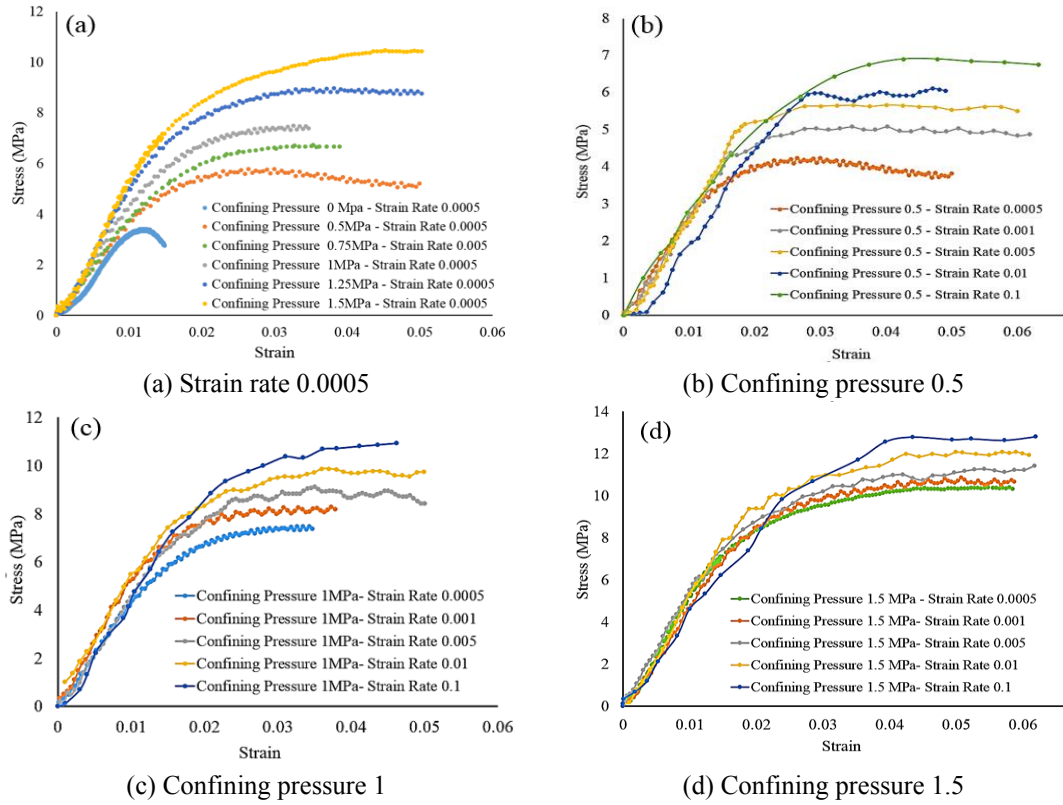 (a)
Stress (MPa)
12
10
8
6
4
2
0
0
0.01
0.02
0.03
0.04
0.05
0.06
Strain
Confining Pressure 0 Mpa - Strain Rate 0.0005
Confining Pressure 0.5MPa - Strain Rate 0.0005
Confining Pressure 0.75MPa - Strain Rate 0.005
Confining Pressure 1MPa - Strain Rate 0.0005
Confining Pressure 1.25MPa - Strain Rate 0.0005
Confining Pressure 1.5MPa - Strain Rate 0.0005
(a) Strain rate 0.0005
(b)
Stress (MPa)
8
7
6
5
4
3
2
1
0
0
0.01
0.02
0.03
0.04
0.05
0.06
Strain
Confining Pressure 0.5 - Strain Rate 0.0005
Confining Pressure 0.5 - Strain Rate 0.001
Confining Pressure 0.5 - Strain Rate 0.005
Confining Pressure 0.5 - Strain Rate 0.01
Confining Pressure 0.5 - Strain Rate 0.1
(b) Confining pressure 0.5
(c)
Stress (MPa)
12
10
8
6
4
2
0
0
0.01
0.02
0.03
0.04
0.05
0.06
Strain
Confining Pressure 1MPa- Strain Rate 0.0005
Confining Pressure 1MPa- Strain Rate 0.001
Confining Pressure 1MPa- Strain Rate 0.005
Confining Pressure 1MPa- Strain Rate 0.01
Confining Pressure 1MPa- Strain Rate 0.1
(c) Confining pressure 1
(d)
Stress (MPa)
14
12
10
8
6
4
2
0
0
0.01
0.02
0.03
0.04
0.05
0.06
Strain
Confining Pressure 1.5 MPa - Strain Rate 0.0005
Confining Pressure 1.5 MPa- Strain Rate 0.001
Confining Pressure 1.5 MPa- Strain Rate 0.005
Confining Pressure 1.5 MPa- Strain Rate 0.01
Confining Pressure 1.5 MPa- Strain Rate 0.1
(d) Confining pressure 1.5